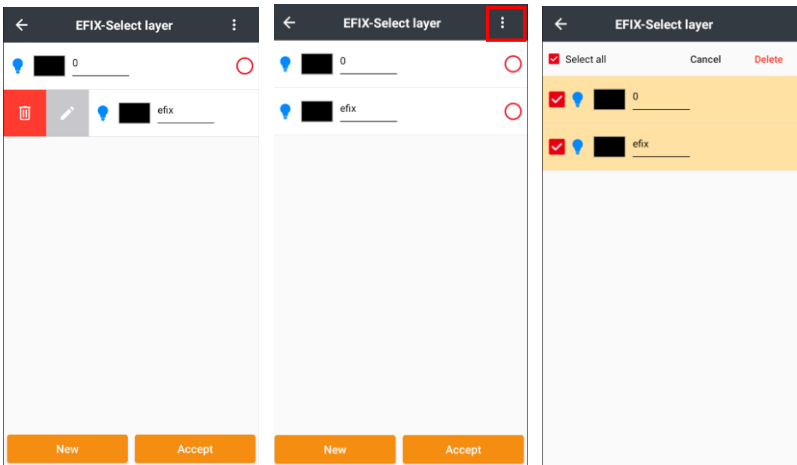 EFIX-Select layer
0
efix
New Accept
EFIX-Select layer
0
efix
New Accept
EFIX-Select layer
Select all Cancel Delete
0
efix